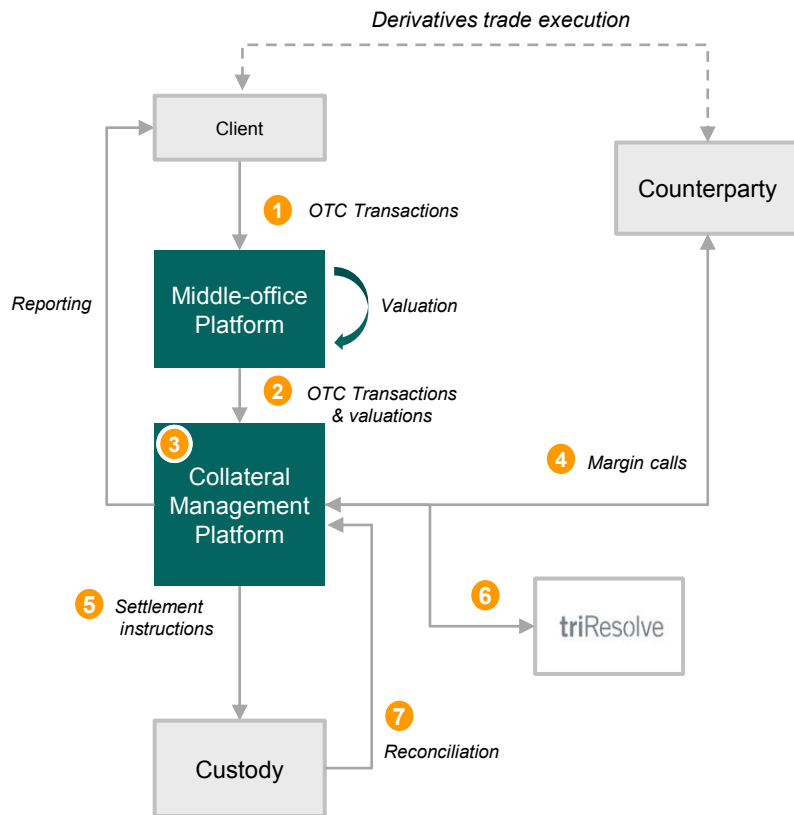 Derivatives trade execution
Client
Counterparty
1 OTC Transactions
Reporting
Middle-office
Platform
Valuation
2 OTC Transactions
& valuations
3
Collateral
Management
Platform
4 Margin calls
5 Settlement
instructions
6
triResolve
7
Reconciliation
Custody